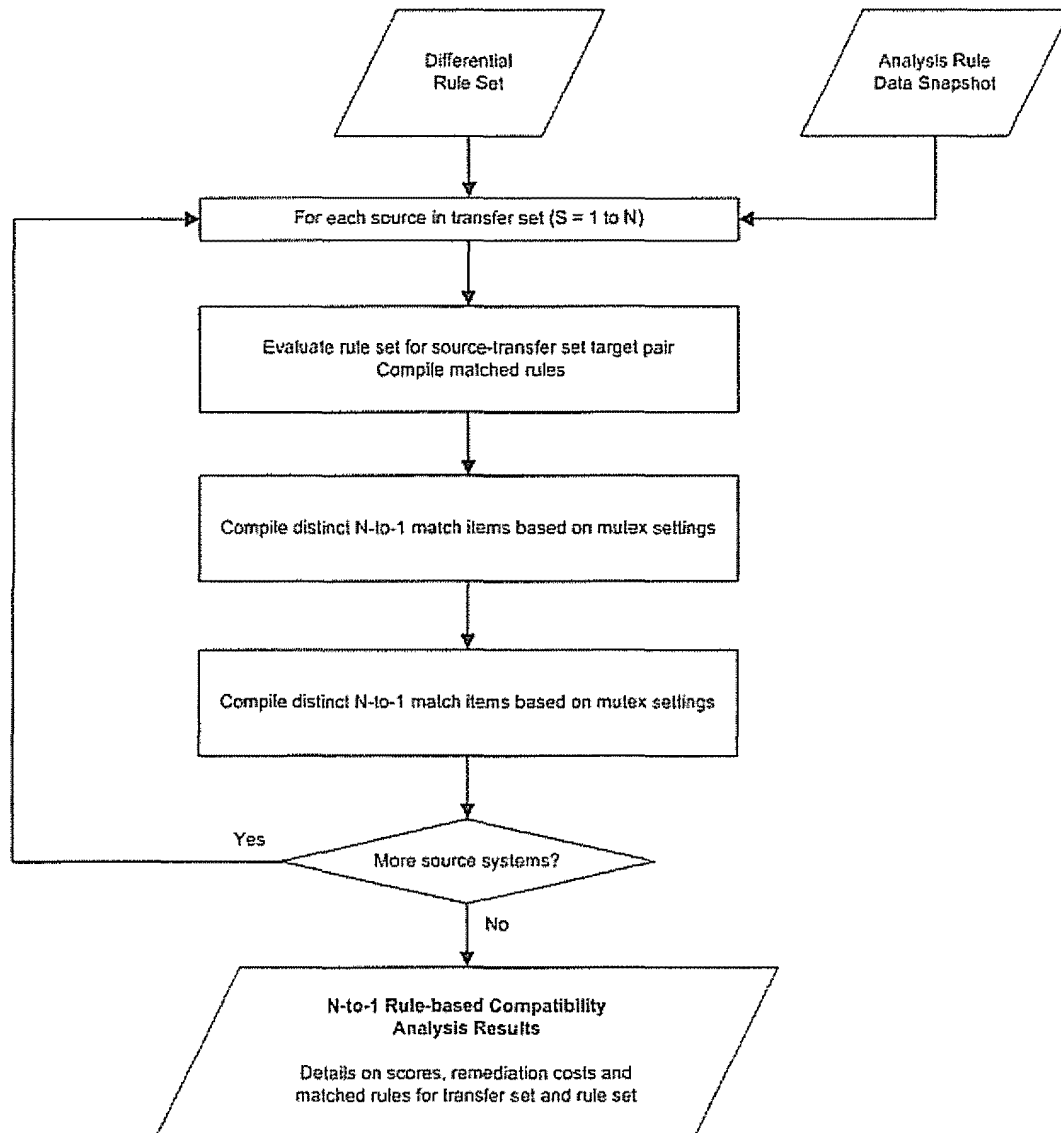 Differential
Rule Set
Analysis Rule
Data Snapshot
For each source in transfer set (S = 1 to N)
Evaluate rule set for source-transfer set target pair
Compile matched rules
Compile distinct N-to-1 match items based on mutex settings
Compile distinct N-to-1 match items based on mutex settings
Yes
More source systems?
No
N-to-1 Rule-based Compatibility
Analysis Results
Details on scores, remediation costs and
matched rules for transfer set and rule set